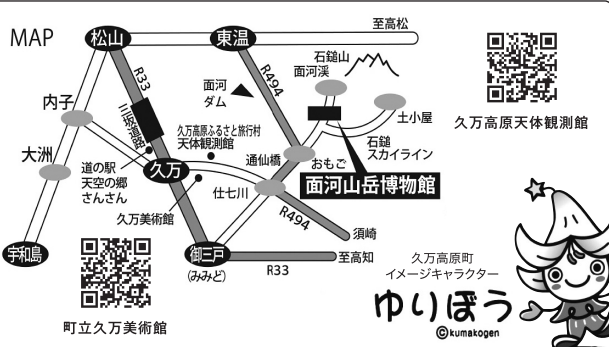 MAP
松山
東温
至高松
R33
R494
石鎚山
面河渓
面河
ダム
内子
三坂道路
久万高原ふるさと旅行村
天体観測館
土小屋
石鎚
スカイライン
久万高原天体観測館
大洲
道の駅
天空の郷
さんさん
久万
通仙橋
おもご
面河山岳博物館
久万美術館
仕七川
R494
須崎
宇和島
御三戸
(みみど)
R33
至高知
町立久万美術館
久万高原町
イメージキャラクター
ゆりぼう
©kumakogen